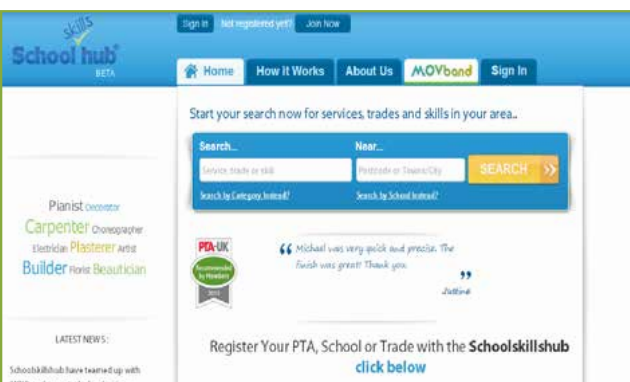 Sign In Not registered yet? Join Now
skills
School hub
BETA
Home How it Works About Us MOVband Sign In
Start your search now for services, trades and skills in your area..
Search... Near...
Service, trade or skill Postcode or Towns/City SEARCH
Search by Category Instead? Search by School Instead?
Pianist Decorator
Carpenter Choreographer
Electrician Plasterer Artist
Builder Florist Beautician
PTA-UK
Recommended
by Members
“ Michael was very quick and precise. The
finish was great! Thank you. ”
LATEST NEWS:
Register Your PTA, School or Trade with the Schoolskillshub
click below
Schoolskillshub have teamed up with